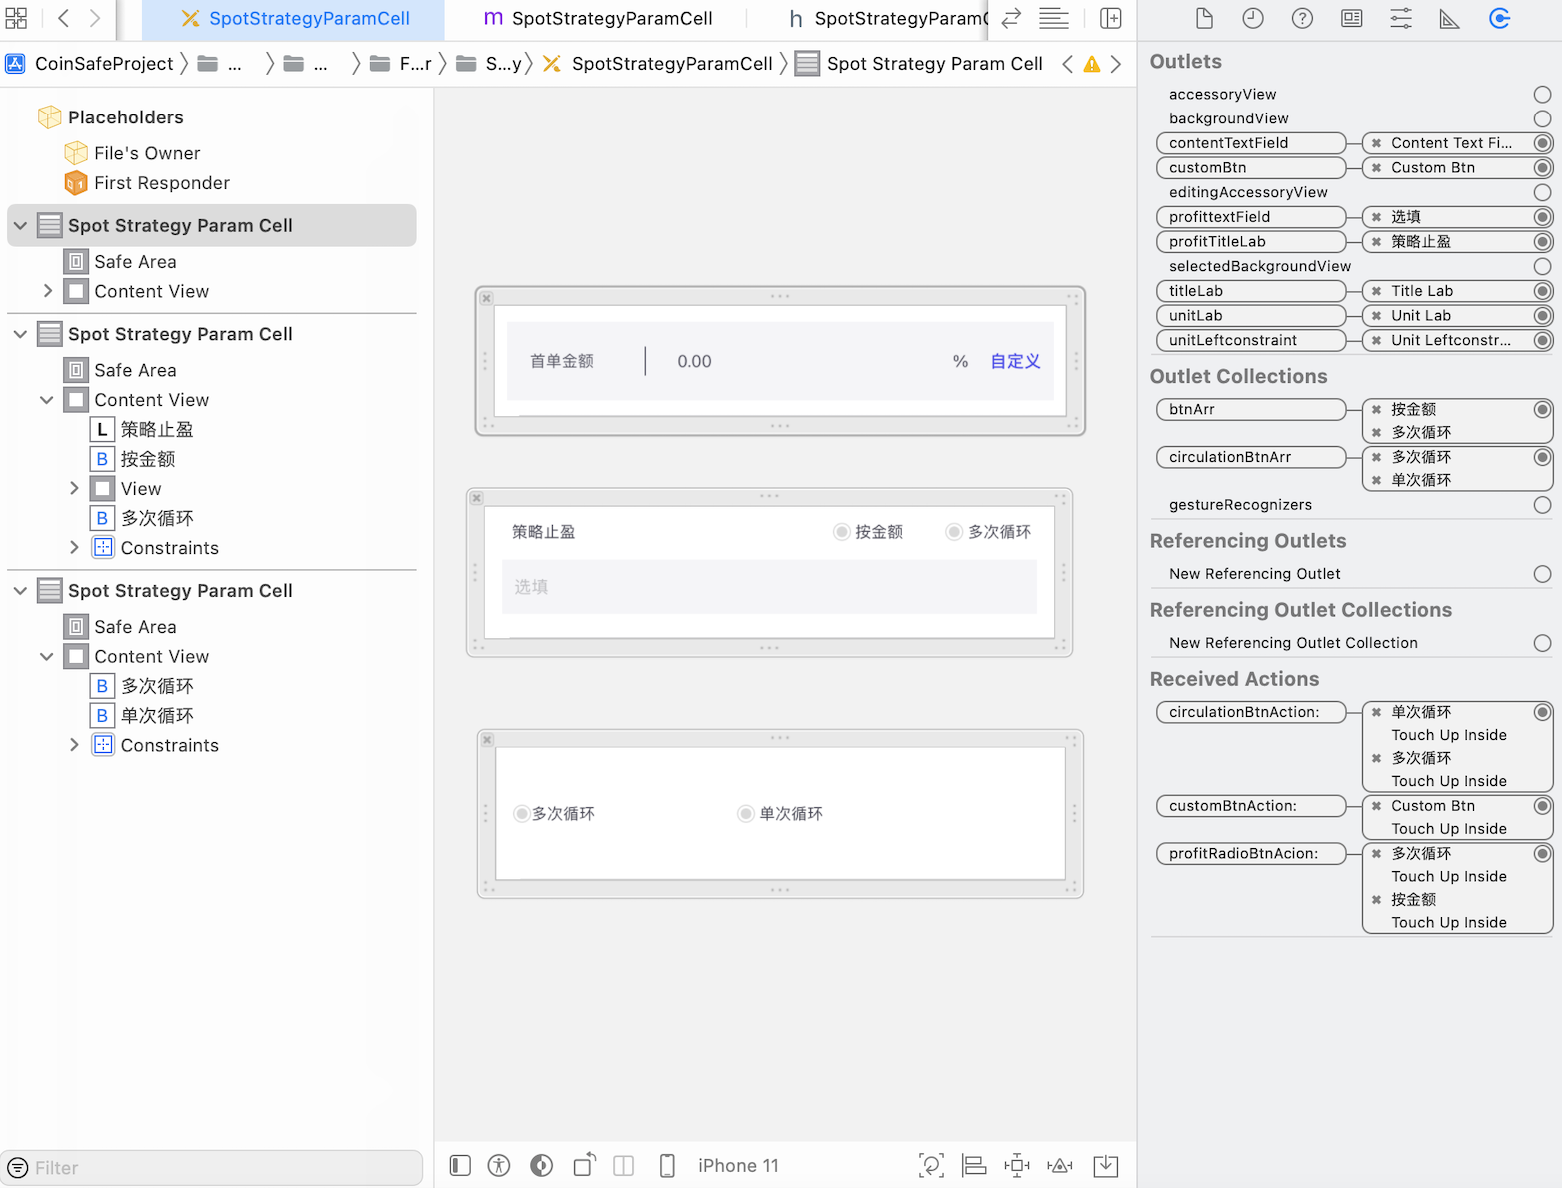 SpotStrategyParamCell
m SpotStrategyParamCell
h SpotStrategyParam
CoinSafeProject
...
...
F...r
S...y
SpotStrategyParamCell
Spot Strategy Param Cell
Placeholders
File's Owner
First Responder
Spot Strategy Param Cell
Safe Area
Content View
Spot Strategy Param Cell
Safe Area
Content View
L 策略止盈
B 按金额
View
B 多次循环
Constraints
Spot Strategy Param Cell
Safe Area
Content View
B 多次循环
B 单次循环
Constraints
Filter
首单金额 0.00 % 自定义
策略止盈 按金额 多次循环
选填
多次循环 单次循环
iPhone 11
Outlets
accessoryView
backgroundView
contentTextField Content Text Fi...
customBtn Custom Btn
editingAccessoryView
profittextField 选填
profitTitleLab 策略止盈
selectedBackgroundView
titleLab Title Lab
unitLab Unit Lab
unitLeftconstraint Unit Leftconstr...
Outlet Collections
btnArr 按金额
多次循环
circulationBtnArr 多次循环
单次循环
gestureRecognizers
Referencing Outlets
New Referencing Outlet
Referencing Outlet Collections
New Referencing Outlet Collection
Received Actions
circulationBtnAction: 单次循环
Touch Up Inside
多次循环
Touch Up Inside
customBtnAction: Custom Btn
Touch Up Inside
profitRadioBtnAcion: 多次循环
Touch Up Inside
按金额
Touch Up Inside